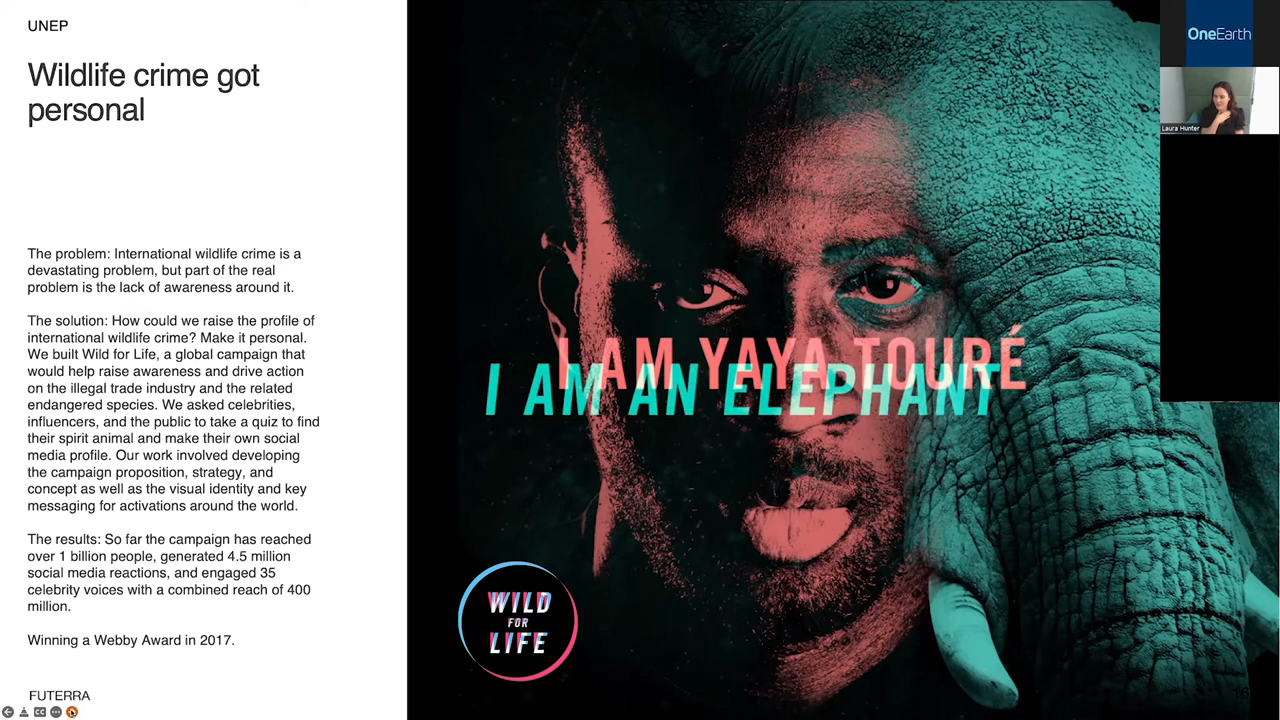 UNEP
Wildlife crime got
personal
The problem: International wildlife crime is a
devastating problem, but part of the real
problem is the lack of awareness around it.
The solution: How could we raise the profile of
international wildlife crime? Make it personal.
We built Wild for Life, a global campaign that
would help raise awareness and drive action
on the illegal trade industry and the related
endangered species. We asked celebrities,
influencers, and the public to take a quiz to find
their spirit animal and make their own social
media profile. Our work involved developing
the campaign proposition, strategy, and
concept as well as the visual identity and key
messaging for activations around the world.
The results: So far the campaign has reached
over 1 billion people, generated 4.5 million
social media reactions, and engaged 35
celebrity voices with a combined reach of 400
million.
Winning a Webby Award in 2017.
FUTERRA
I AM YAYA TOURÉ
I AM AN ELEPHANT
WILD
FOR
LIFE
OneEarth
Laura Hunter
16